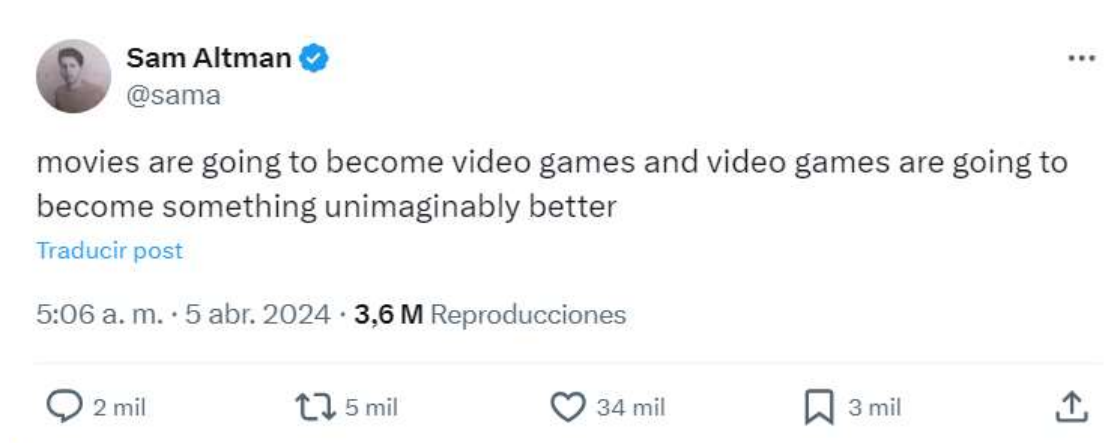 Sam Altman
@sama
movies are going to become video games and video games are going to
become something unimaginably better
Traducir post
5:06 a. m. · 5 abr. 2024 · 3,6 M Reproducciones
2 mil 5 mil 34 mil 3 mil